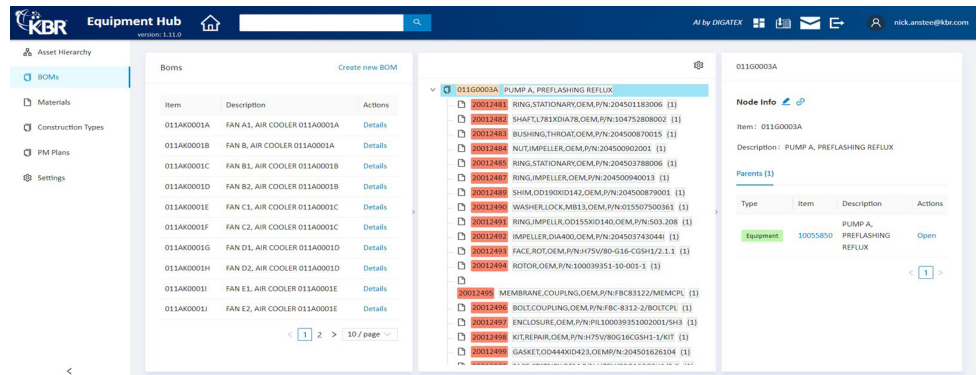 KBR
Equipment Hub
version: 1.11.0
AI by DIGATEX
nick.anstee@kbr.com
Asset Hierarchy
BOMs
Materials
Construction Types
PM Plans
Settings
Boms
Create new BOM
Item Description Actions
011AK0001A FAN A1, AIR COOLER 011A0001A Details
011AK0001B FAN B, AIR COOLER 011A0001A Details
011AK0001C FAN B1, AIR COOLER 011A0001B Details
011AK0001D FAN B2, AIR COOLER 011A0001B Details
011AK0001E FAN C1, AIR COOLER 011A0001C Details
011AK0001F FAN C2, AIR COOLER 011A0001C Details
011AK0001G FAN D1, AIR COOLER 011A0001D Details
011AK0001H FAN D2, AIR COOLER 011A0001D Details
011AK0001I FAN E1, AIR COOLER 011A0001E Details
011AK0001J FAN E2, AIR COOLER 011A0001E Details
< 1 2 > 10 / page
011G0003A PUMP A, PREFLASHING REFLUX
20012481 RING,STATIONARY,OEM,P/N:204501183006 (1)
20012482 SHAFT,L781XDIA78,OEM,P/N:104752808002 (1)
20012483 BUSHING,THROAT,OEM,P/N:204500870015 (1)
20012484 NUT,IMPELLER,OEM,P/N:204500902001 (1)
20012485 RING,STATIONARY,OEM,P/N:204503788006 (1)
20012487 RING,IMPELLER,OEM,P/N:204500940013 (1)
20012489 SHIM,OD190XID142,OEM,P/N:204500879001 (1)
20012490 WASHER,LOCK,MB13,OEM,P/N:015507500361 (1)
20012491 RING,IMPELLR,OD155XID140,OEM,P/N:503.208 (1)
20012492 IMPELLER,DIA400,OEM,P/N:204503743044I (1)
20012493 FACE,ROT,OEM,P/N:H75V/80-G16-CGSH1/2.1.1 (1)
20012494 ROTOR,OEM,P/N:100039351-10-001-1 (1)
20012495 MEMBRANE,COUPLNG,OEM,P/N:FBC83122/MEMCPL (1)
20012496 BOLT,COUPLING,OEM,P/N:FBC-8312-2/BOLTCPL (1)
20012497 ENCLOSURE,OEM,P/N:PIL100039351002001/SH3 (1)
20012498 KIT,REPAIR,OEM,P/N:H75V/80G16CGSH1-1/KIT (1)
20012499 GASKET,OD444XID423,OEMP/N:204501626104 (1)
011G0003A
Node Info
Item: 011G0003A
Description: PUMP A, PREFLASHING REFLUX
Parents (1)
Type Item Description Actions
Equipment 10055850 PUMP A, PREFLASHING REFLUX Open
< 1 >